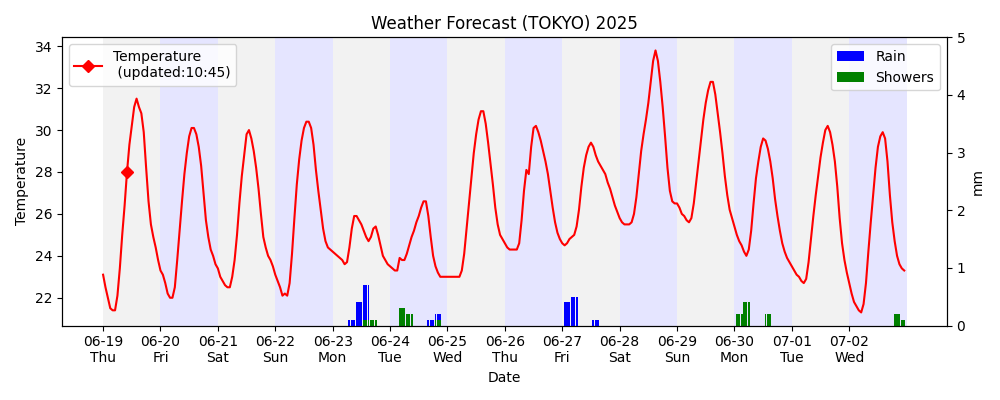 Weather Forecast (TOKYO) 2025
Temperature
(updated:10:45)
Rain
Showers
34
32
30
28
26
24
22
Temperature
5
4
3
2
1
0
mm
06-19 06-20 06-21 06-22 06-23 06-24 06-25 06-26 06-27 06-28 06-29 06-30 07-01 07-02
Thu Fri Sat Sun Mon Tue Wed Thu Fri Sat Sun Mon Tue Wed
Date